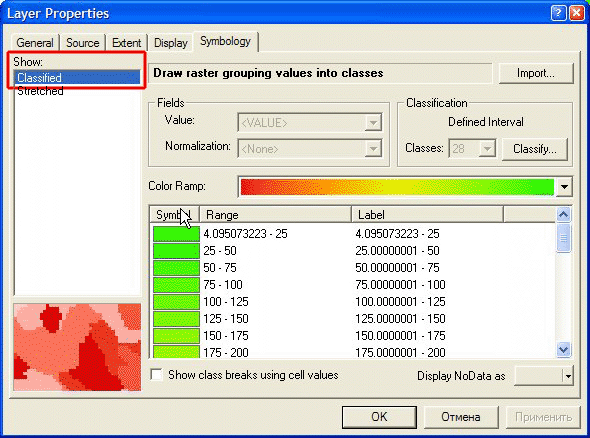 Layer Properties
General Source Extent Display Symbology
Show:
Classified
Stretched
Draw raster grouping values into classes
Import...
Fields
Value: <VALUE>
Normalization: <None>
Classification
Defined Interval
Classes: 28 Classify...
Color Ramp:
Symbol Range Label
4.095073223 - 25 4.095073223 - 25
25 - 50 25.00000001 - 50
50 - 75 50.00000001 - 75
75 - 100 75.00000001 - 100
100 - 125 100.0000001 - 125
125 - 150 125.0000001 - 150
150 - 175 150.0000001 - 175
175 - 200 175.0000001 - 200
Show class breaks using cell values
Display NoData as
OK Отмена Применить